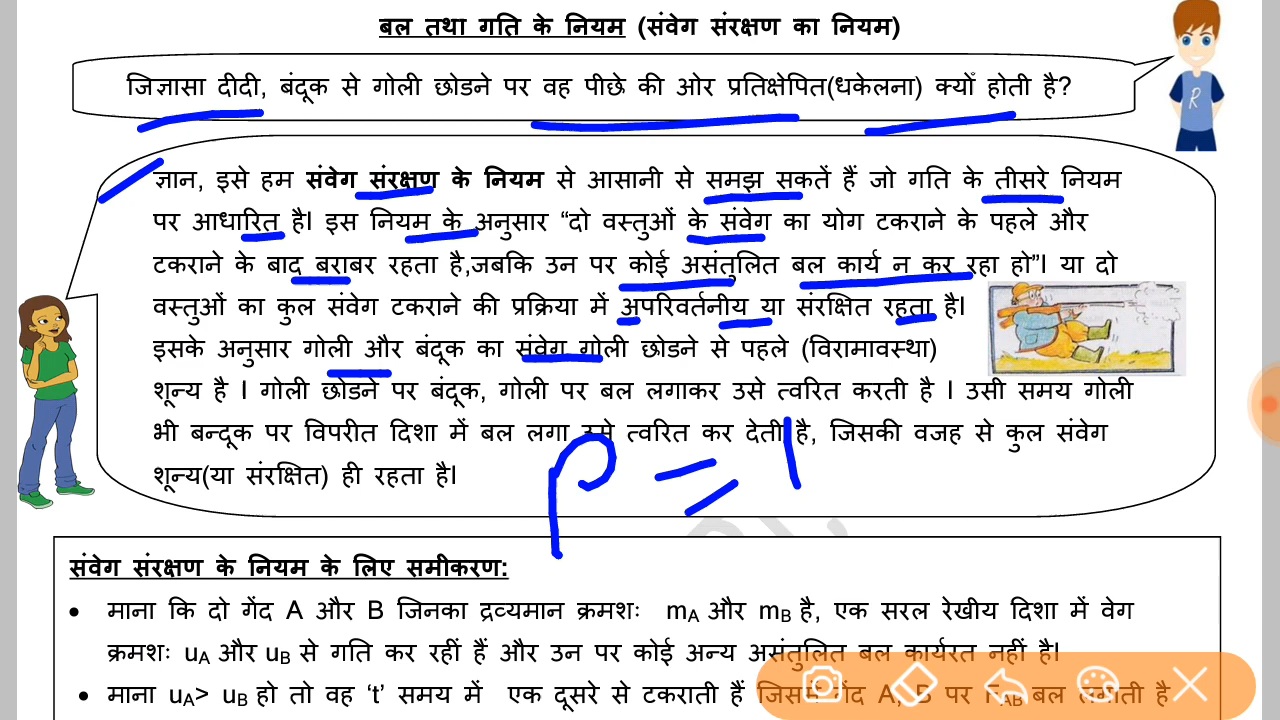 बल तथा गति के नियम (संवेग संरक्षण का नियम)
जिज्ञासा दीदी, बंदूक से गोली छोडने पर वह पीछे की ओर प्रतिक्षेपित(धकेलना) क्यों होती है?
R
ज्ञान, इसे हम संवेग संरक्षण के नियम से आसानी से समझ सकतें हैं जो गति के तीसरे नियम
पर आधारित है। इस नियम के अनुसार “दो वस्तुओं के संवेग का योग टकराने के पहले और
टकराने के बाद बराबर रहता है,जबकि उन पर कोई असंतुलित बल कार्य न कर रहा हो”। या दो
वस्तुओं का कुल संवेग टकराने की प्रक्रिया में अपरिवर्तनीय या संरक्षित रहता है।
इसके अनुसार गोली और बंदूक का संवेग गोली छोडने से पहले (विरामावस्था)
शून्य है । गोली छोडने पर बंदूक, गोली पर बल लगाकर उसे त्वरित करती है । उसी समय गोली
भी बन्दूक पर विपरीत दिशा में बल लगा उसे त्वरित कर देती है, जिसकी वजह से कुल संवेग
शून्य(या संरक्षित) ही रहता है।
P = 1
संवेग संरक्षण के नियम के लिए समीकरण:
• माना कि दो गेंद A और B जिनका द्रव्यमान क्रमशः mA और mB है, एक सरल रेखीय दिशा में वेग
क्रमशः uA और uB से गति कर रहीं हैं और उन पर कोई अन्य असंतुलित बल कार्यरत नहीं है।
• माना uA> uB हो तो वह ‘t’ समय में एक दूसरे से टकराती हैं जिसमें गेंद A, B पर FAB बल लगाती है